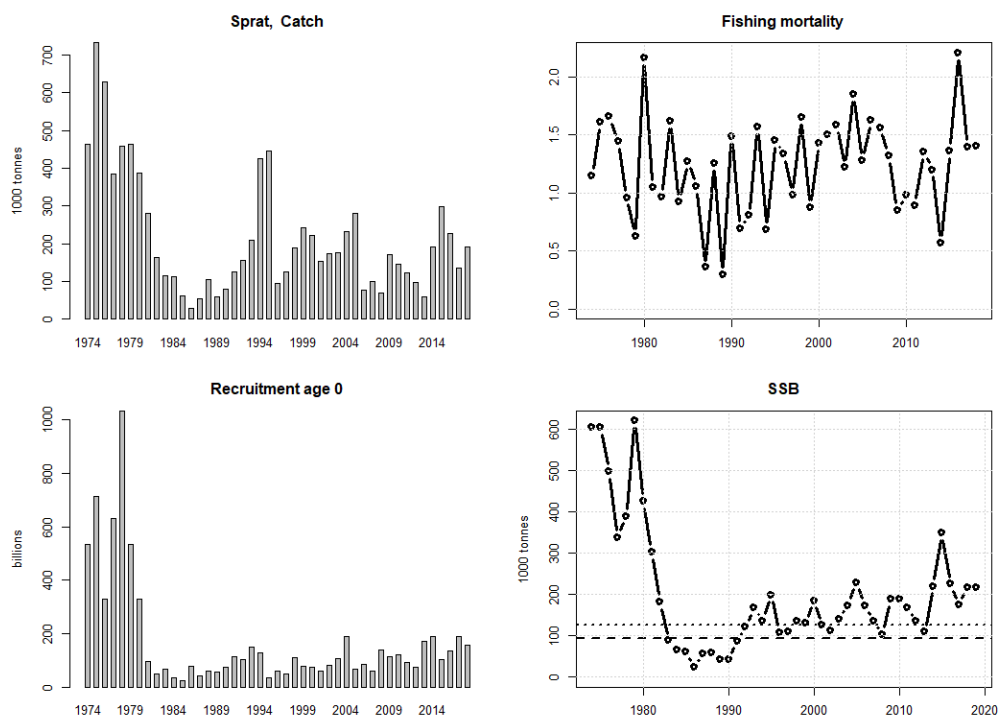 Sprat, Catch
1000 tonnes
700
600
500
400
300
200
100
0
1974 1979 1984 1989 1994 1999 2004 2009 2014
Fishing mortality
2.0
1.5
1.0
0.5
0.0
1980 1990 2000 2010
Recruitment age 0
billions
1000
800
600
400
200
0
1974 1979 1984 1989 1994 1999 2004 2009 2014
SSB
1000 tonnes
600
500
400
300
200
100
0
1980 1990 2000 2010 2020